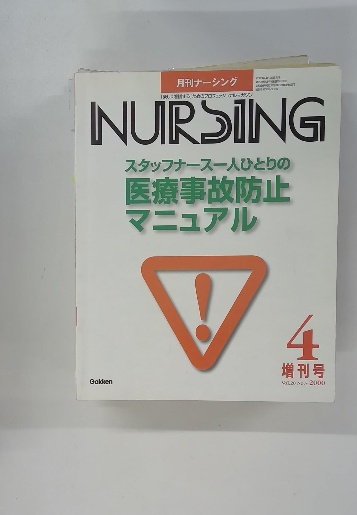 月刊ナーシング
NURSING
スタッフナース一人ひとりの
医療事故防止
マニュアル
4
増刊号
2000
Gakken